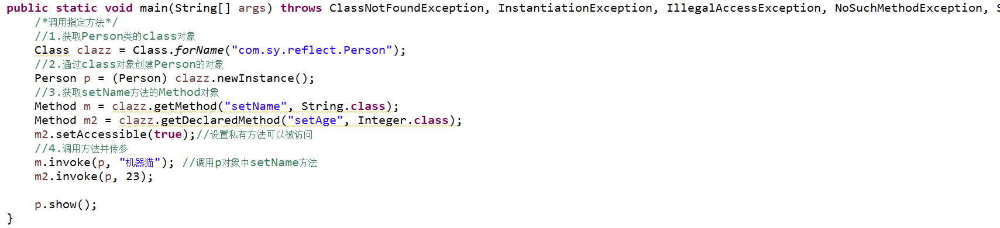 public static void main(String[] args) throws ClassNotFoundException, InstantiationException, IllegalAccessException, NoSuchMethodException,
/*调用指定方法*/
//1.获取Person类的class对象
Class clazz = Class.forName("com.sy.reflect.Person");
//2.通过class对象创建Person的对象
Person p = (Person) clazz.newInstance();
//3.获取setName方法的Method对象
Method m = clazz.getMethod("setName", String.class);
Method m2 = clazz.getDeclaredMethod("setAge", Integer.class);
m2.setAccessible(true);//设置私有方法可以被访问
//4.调用方法并传参
m.invoke(p, "机器猫"); //调用p对象中setName方法
m2.invoke(p, 23);
p.show();
}